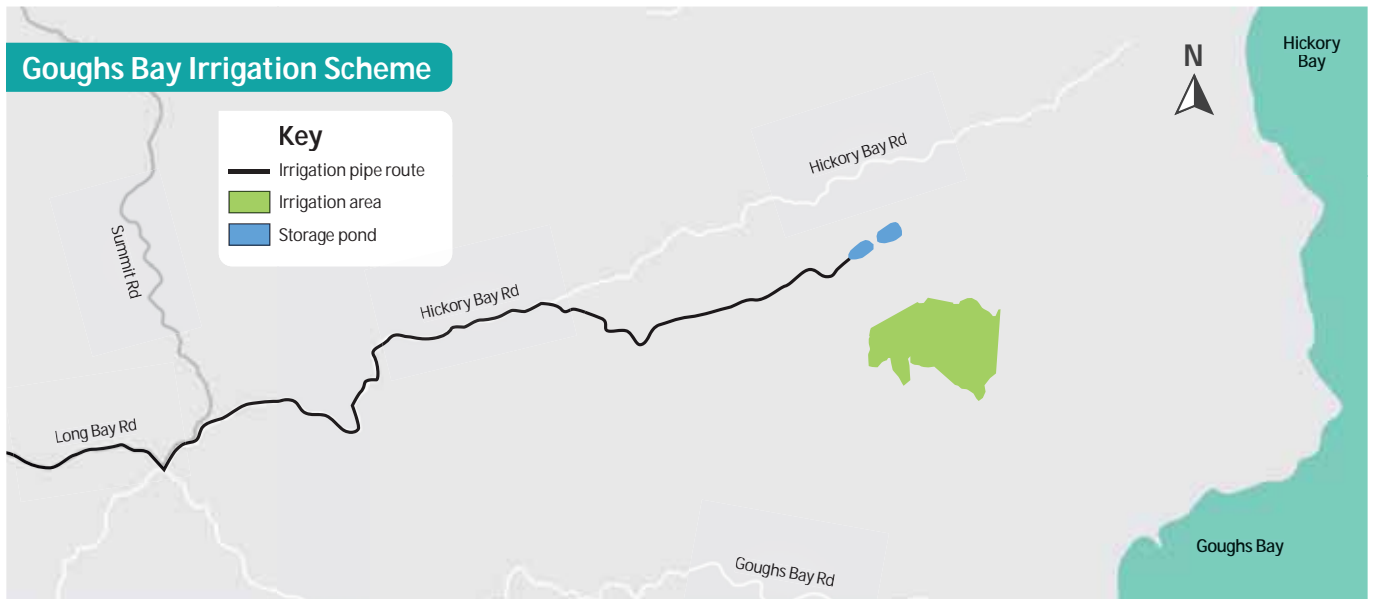 Goughs Bay Irrigation Scheme
Key
Irrigation pipe route
Irrigation area
Storage pond
Hickory
Bay
N
Hickory Bay Rd
Summit Rd
Hickory Bay Rd
Long Bay Rd
Goughs Bay
Goughs Bay Rd